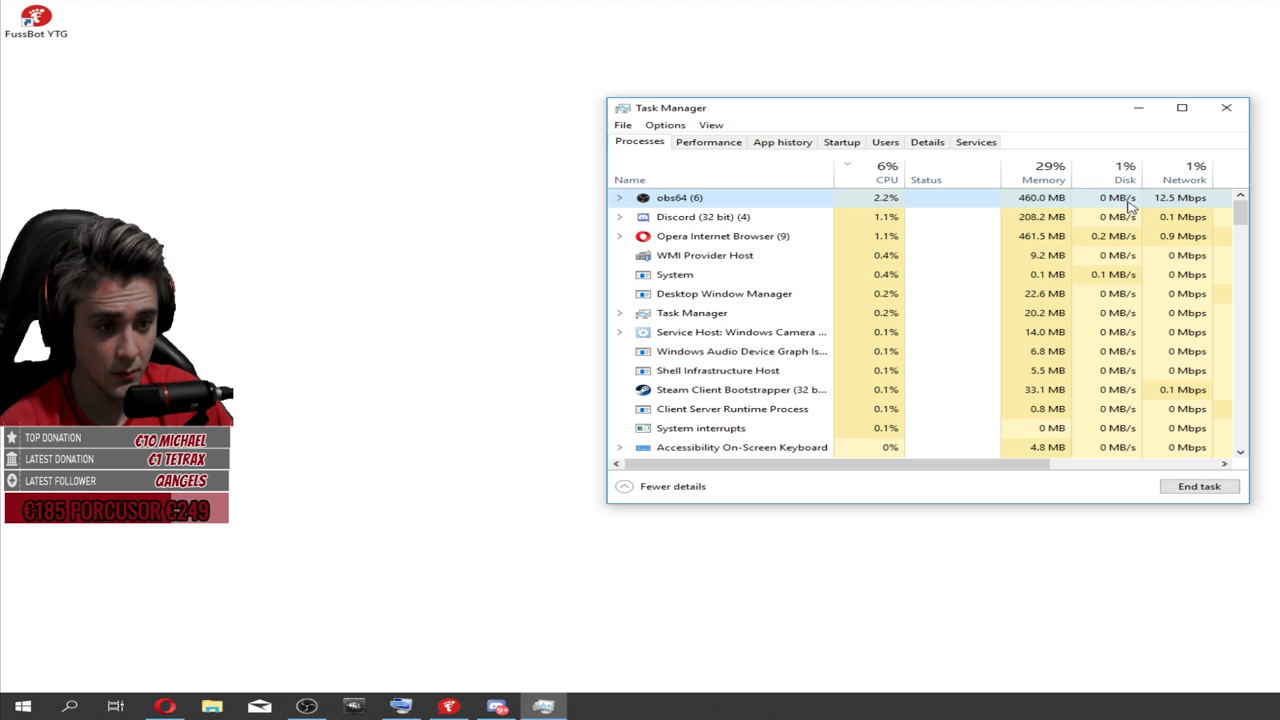 FussBot YTG
Task Manager
File Options View
Processes Performance App history Startup Users Details Services
6% 29% 1% 1%
Name CPU Status Memory Disk Network
obs64 (6) 2.2% 460.0 MB 0 MB/s 12.5 Mbps
Discord (32 bit) (4) 1.1% 208.2 MB 0 MB/s 0.1 Mbps
Opera Internet Browser (9) 1.1% 461.5 MB 0.2 MB/s 0.9 Mbps
WMI Provider Host 0.4% 9.2 MB 0 MB/s 0 Mbps
System 0.4% 0.1 MB 0.1 MB/s 0 Mbps
Desktop Window Manager 0.2% 22.6 MB 0 MB/s 0 Mbps
Task Manager 0.2% 20.2 MB 0 MB/s 0 Mbps
Service Host: Windows Camera ... 0.1% 14.0 MB 0 MB/s 0 Mbps
Windows Audio Device Graph Is... 0.1% 6.8 MB 0 MB/s 0 Mbps
Shell Infrastructure Host 0.1% 5.5 MB 0 MB/s 0 Mbps
Steam Client Bootstrapper (32 b... 0.1% 33.1 MB 0 MB/s 0.1 Mbps
Client Server Runtime Process 0.1% 0.8 MB 0 MB/s 0 Mbps
System interrupts 0.1% 0 MB 0 MB/s 0 Mbps
Accessibility On-Screen Keyboard 0% 4.8 MB 0 MB/s 0 Mbps
Fewer details End task
TOP DONATION €10 MICHAEL
LATEST DONATION €1 TETRAX
LATEST FOLLOWER QANGELS
€185 PORCUSOR €249
9+